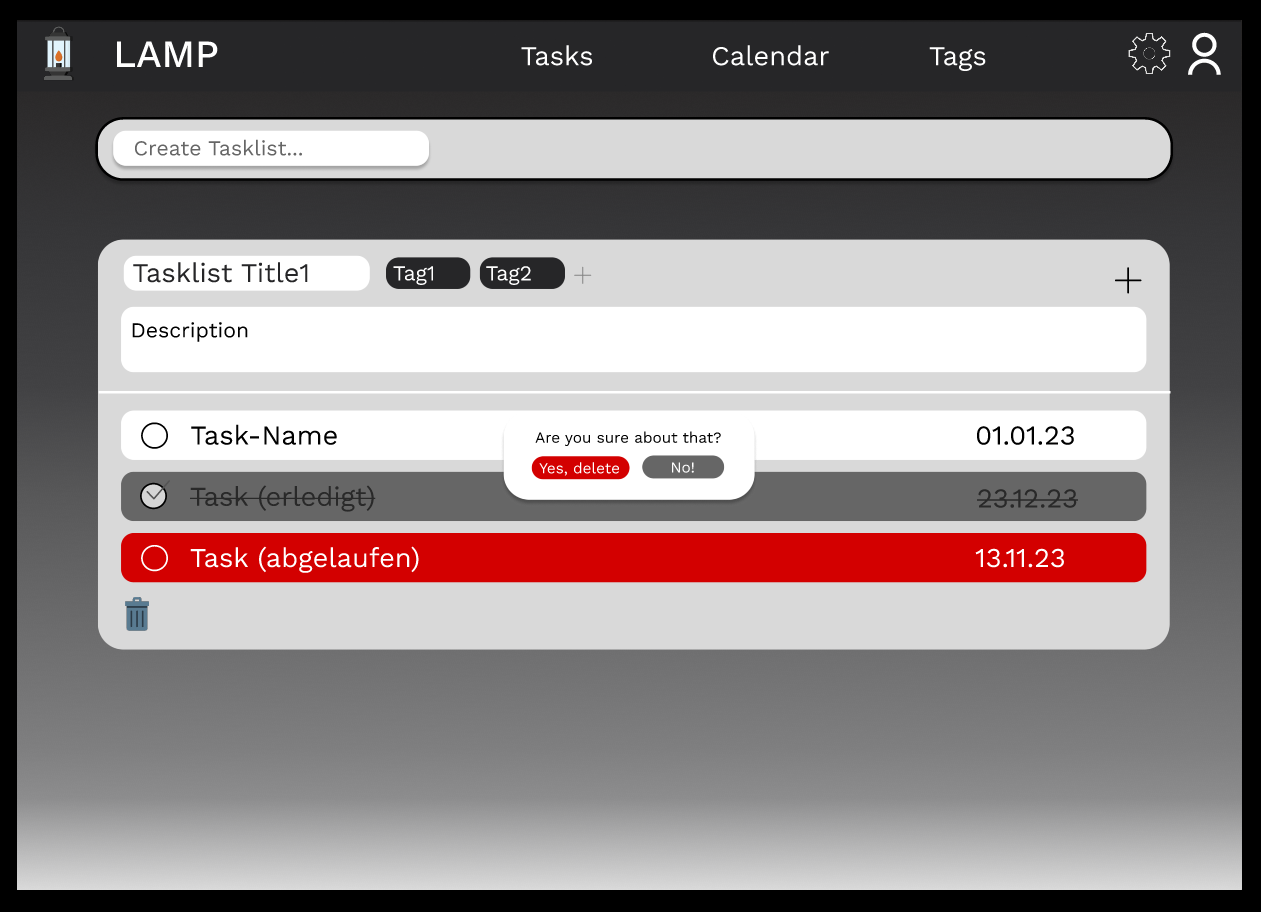 LAMP
Tasks
Calendar
Tags
Create Tasklist...
Tasklist Title1
Tag1
Tag2
Description
Task-Name
01.01.23
Are you sure about that?
Yes, delete
No!
Task (erledigt)
23.12.23
Task (abgelaufen)
13.11.23